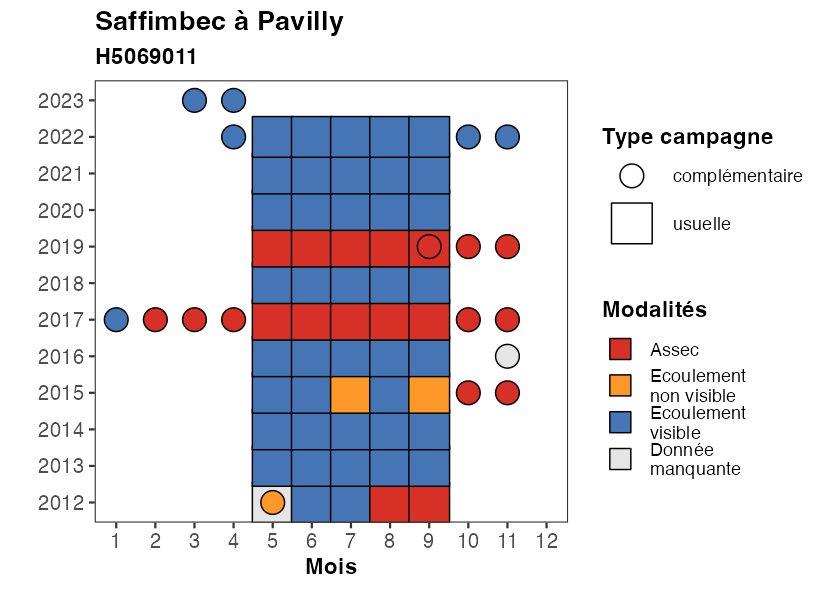 Saffimbec à Pavilly
H5069011
2023
2022
2021
2020
2019
2018
2017
2016
2015
2014
2013
2012
1 2 3 4 5 6 7 8 9 10 11 12
Mois
Type campagne
complémentaire
usuelle
Modalités
Assec
Ecoulement
non visible
Ecoulement
visible
Donnée
manquante